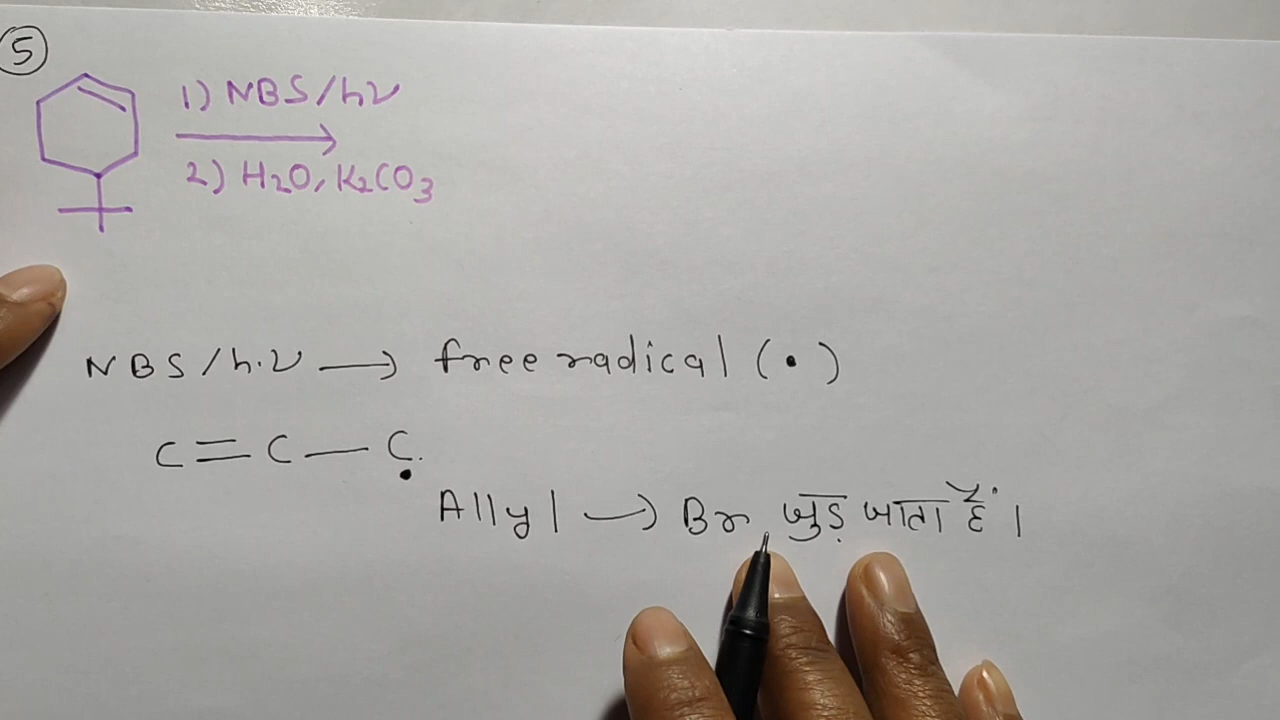 5
1) NBS/hν
2) H₂O, K₂CO₃
NBS/h.ν → free radical (•)
C=C—C.
•
Allyl → Br जुड़ जाता है।